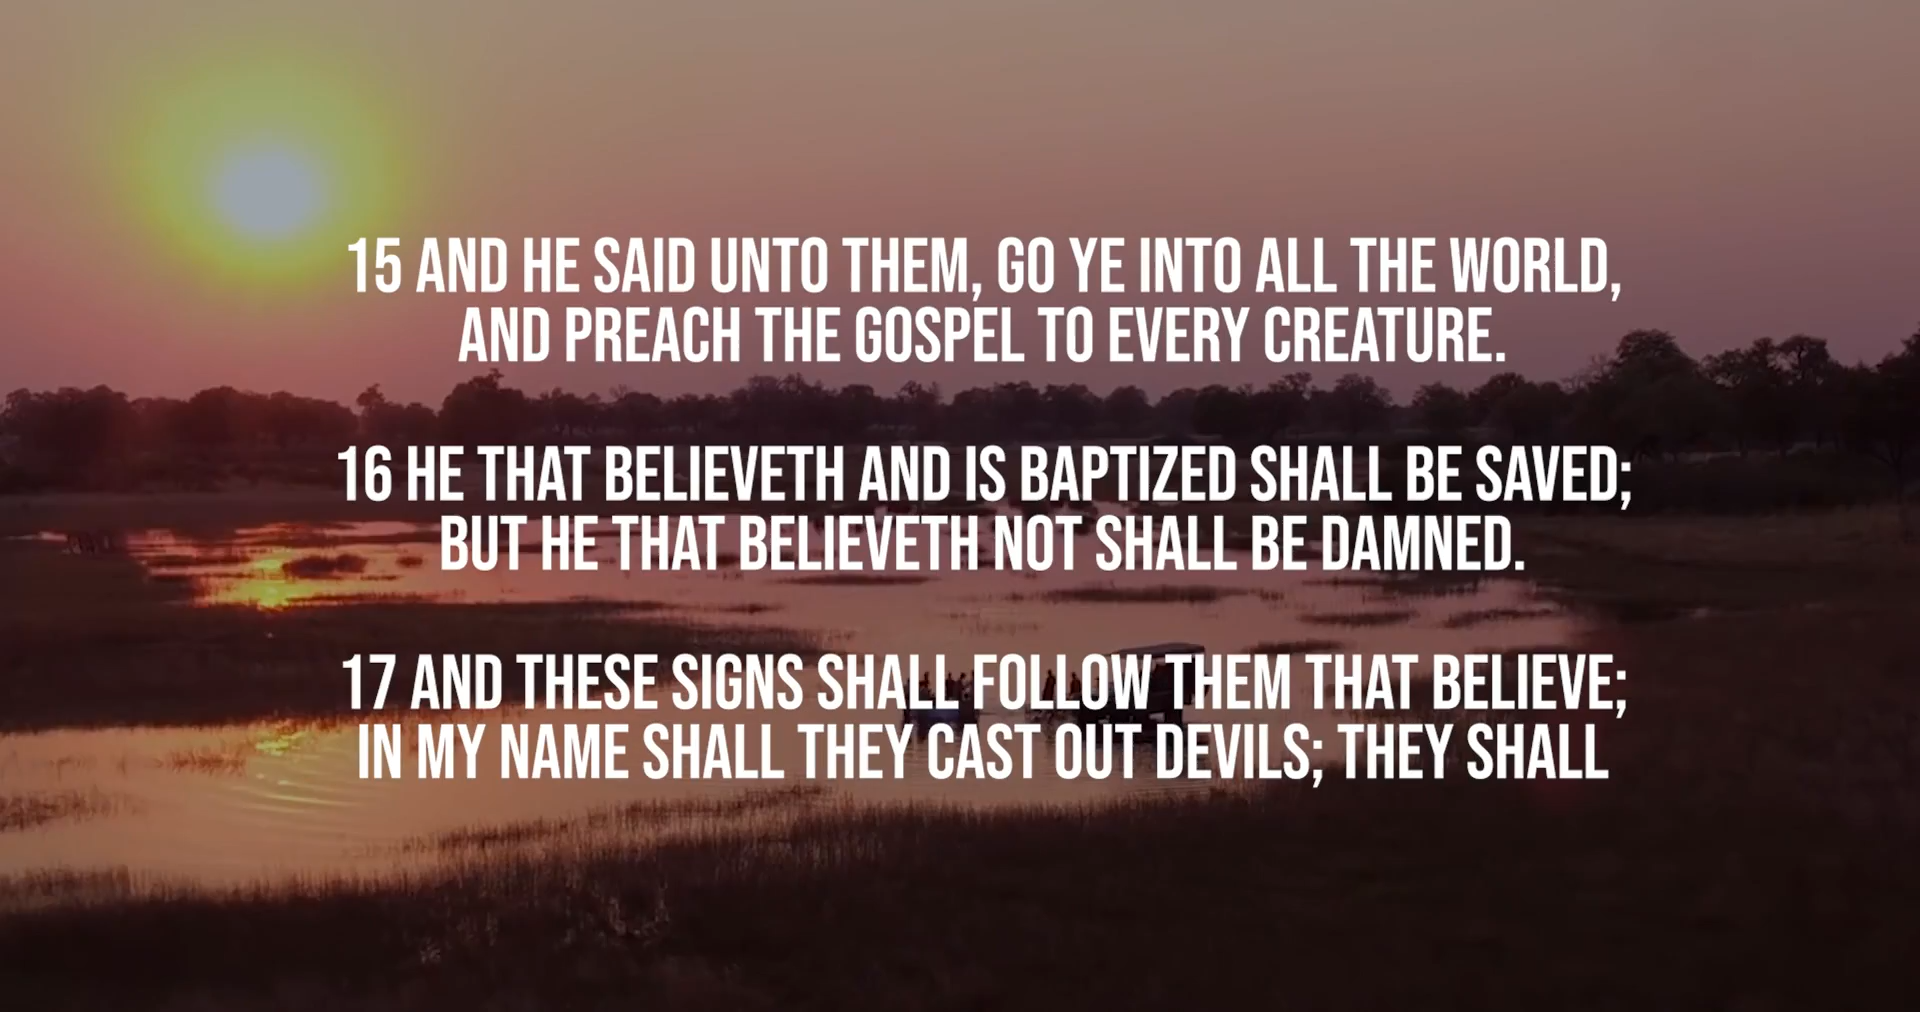 15 AND HE SAID UNTO THEM, GO YE INTO ALL THE WORLD,
AND PREACH THE GOSPEL TO EVERY CREATURE.
16 HE THAT BELIEVETH AND IS BAPTIZED SHALL BE SAVED;
BUT HE THAT BELIEVETH NOT SHALL BE DAMNED.
17 AND THESE SIGNS SHALL FOLLOW THEM THAT BELIEVE;
IN MY NAME SHALL THEY CAST OUT DEVILS; THEY SHALL